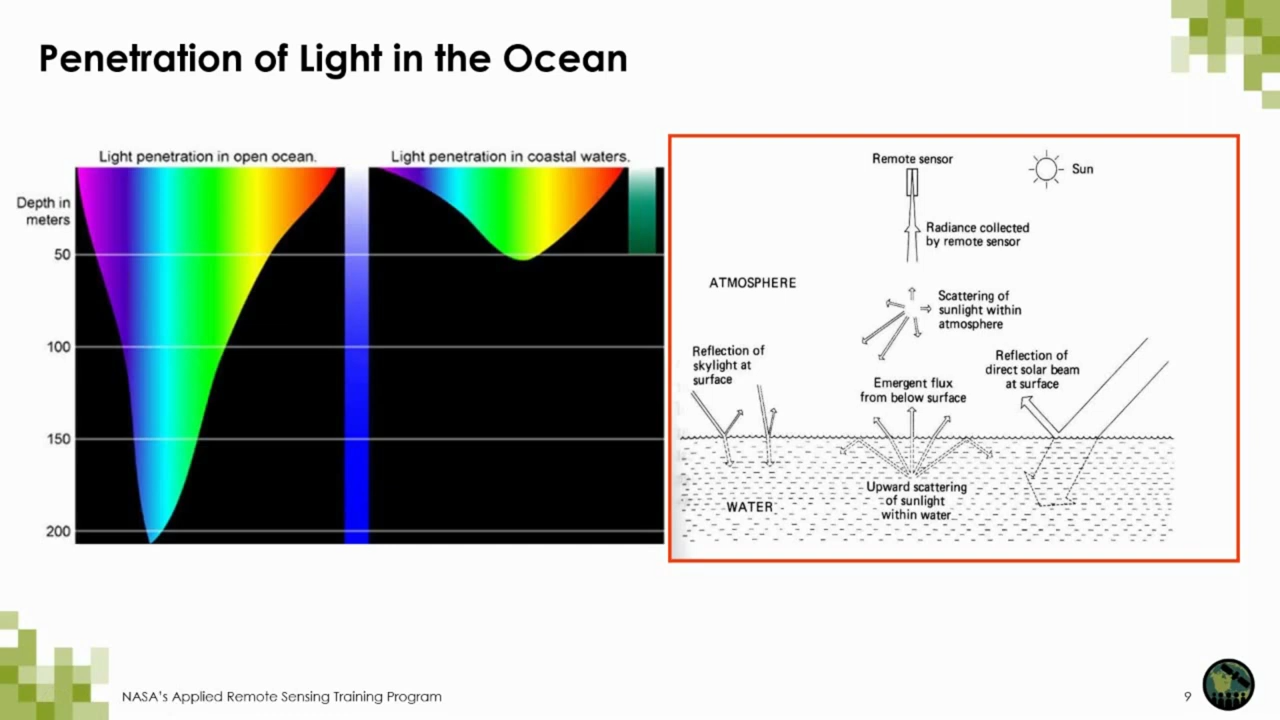 Penetration of Light in the Ocean
Light penetration in open ocean.
Light penetration in coastal waters.
Depth in
meters
50
100
150
200
Remote sensor
Sun
Radiance collected
by remote sensor
ATMOSPHERE
Scattering of
sunlight within
atmosphere
Reflection of
skylight at
surface
Reflection of
direct solar beam
at surface
Emergent flux
from below surface
Upward scattering
of sunlight
within water
WATER
NASA's Applied Remote Sensing Training Program
9